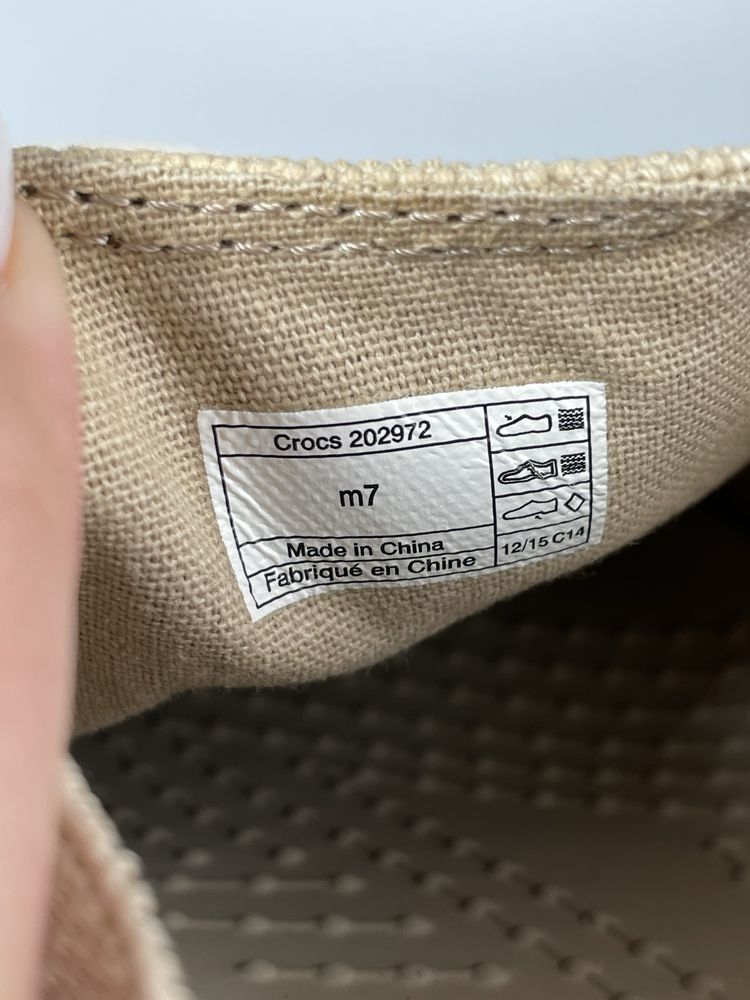 Crocs 202972
m7
Made in China
Fabriqué en Chine
12/15 C14